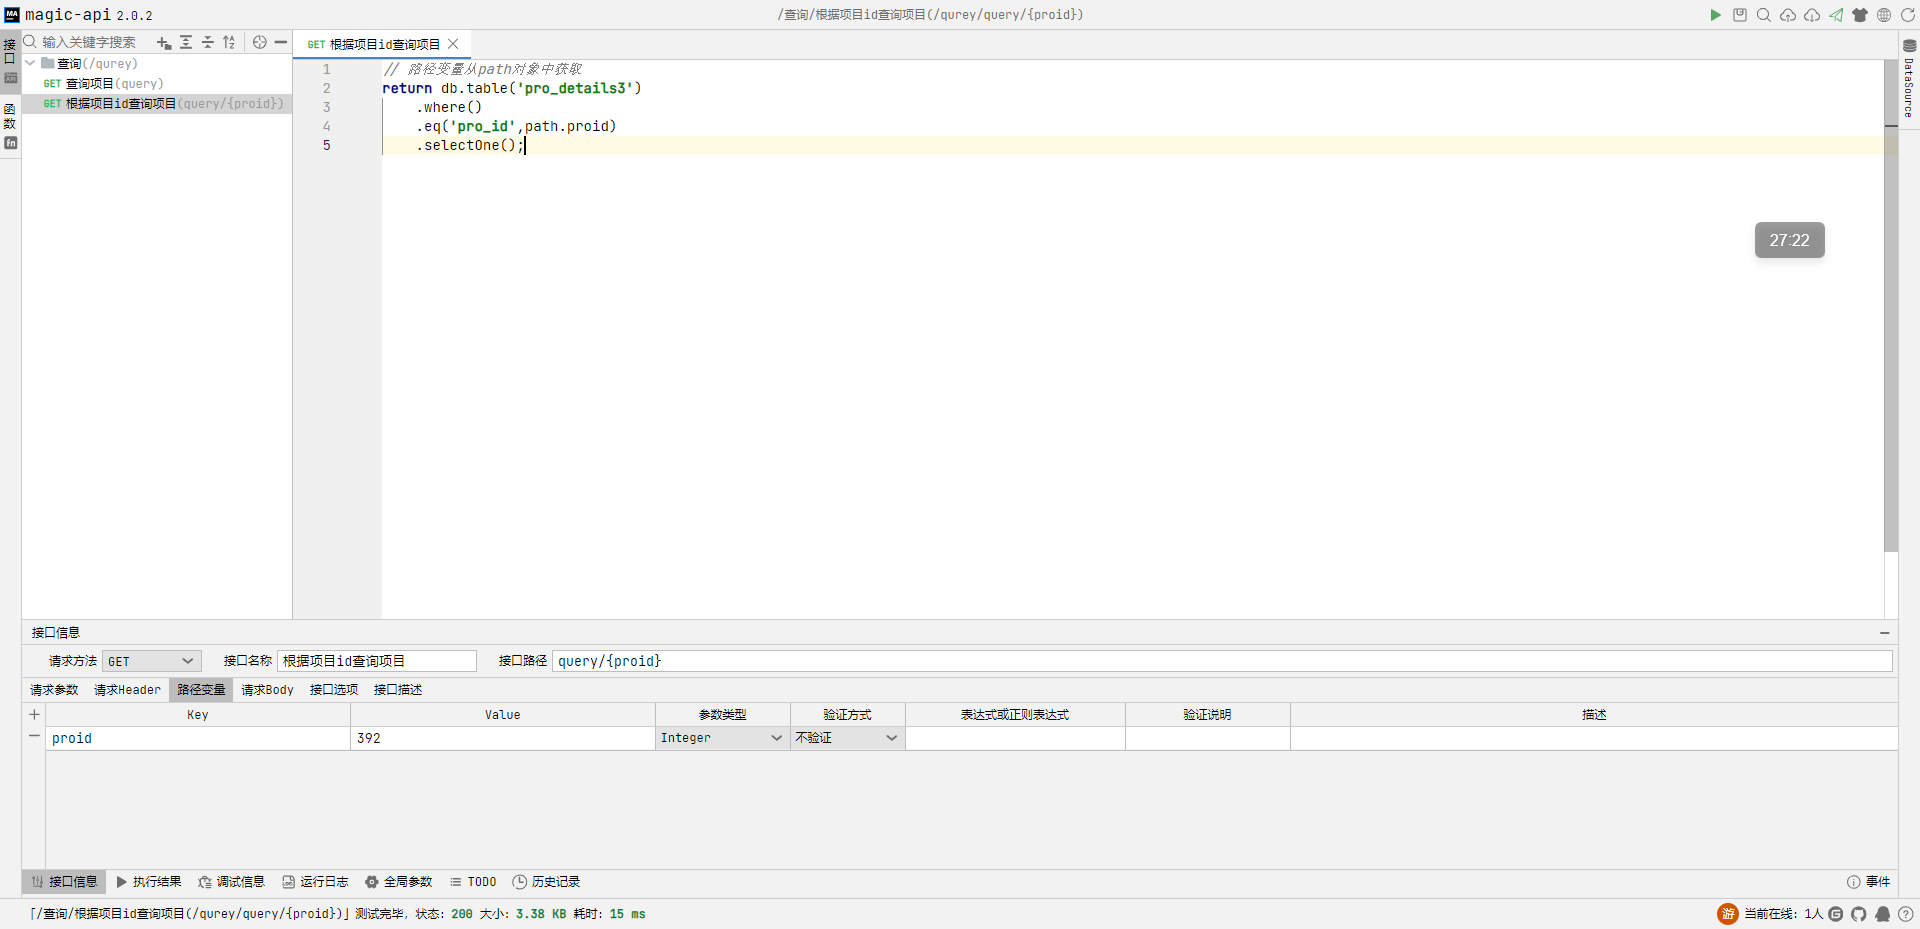 magic-api 2.0.2
/查询/根据项目id查询项目(/qurey/query/{proid})
接口
API
函数
fn
输入关键字搜索
查询(/qurey)
GET 查询项目(query)
GET 根据项目id查询项目(query/{proid})
GET 根据项目id查询项目
1 // 路径变量从path对象中获取
2 return db.table('pro_details3')
3 .where()
4 .eq('pro_id',path.proid)
5 .selectOne();
DataSource
27:22
接口信息
请求方法 GET 接口名称 根据项目id查询项目 接口路径 query/{proid}
请求参数 请求Header 路径变量 请求Body 接口选项 接口描述
Key Value 参数类型 验证方式 表达式或正则表达式 验证说明 描述
proid 392 Integer 不验证
接口信息 执行结果 调试信息 运行日志 全局参数 TODO 历史记录 事件
「/查询/根据项目id查询项目(/qurey/query/{proid})」测试完毕, 状态: 200 大小: 3.38 KB 耗时: 15 ms
游 当前在线: 1人